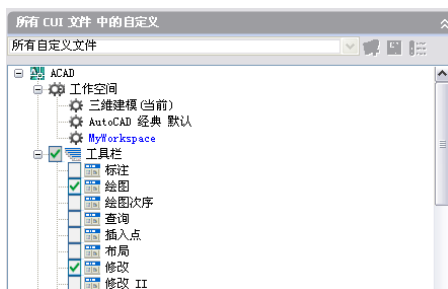 所有 CUI 文件 中的自定义
所有自定义文件
ACAD
工作空间
三维建模(当前)
AutoCAD 经典 默认
MyWorkspace
工具栏
标注
绘图
绘图次序
查询
插入点
布局
修改
修改 II